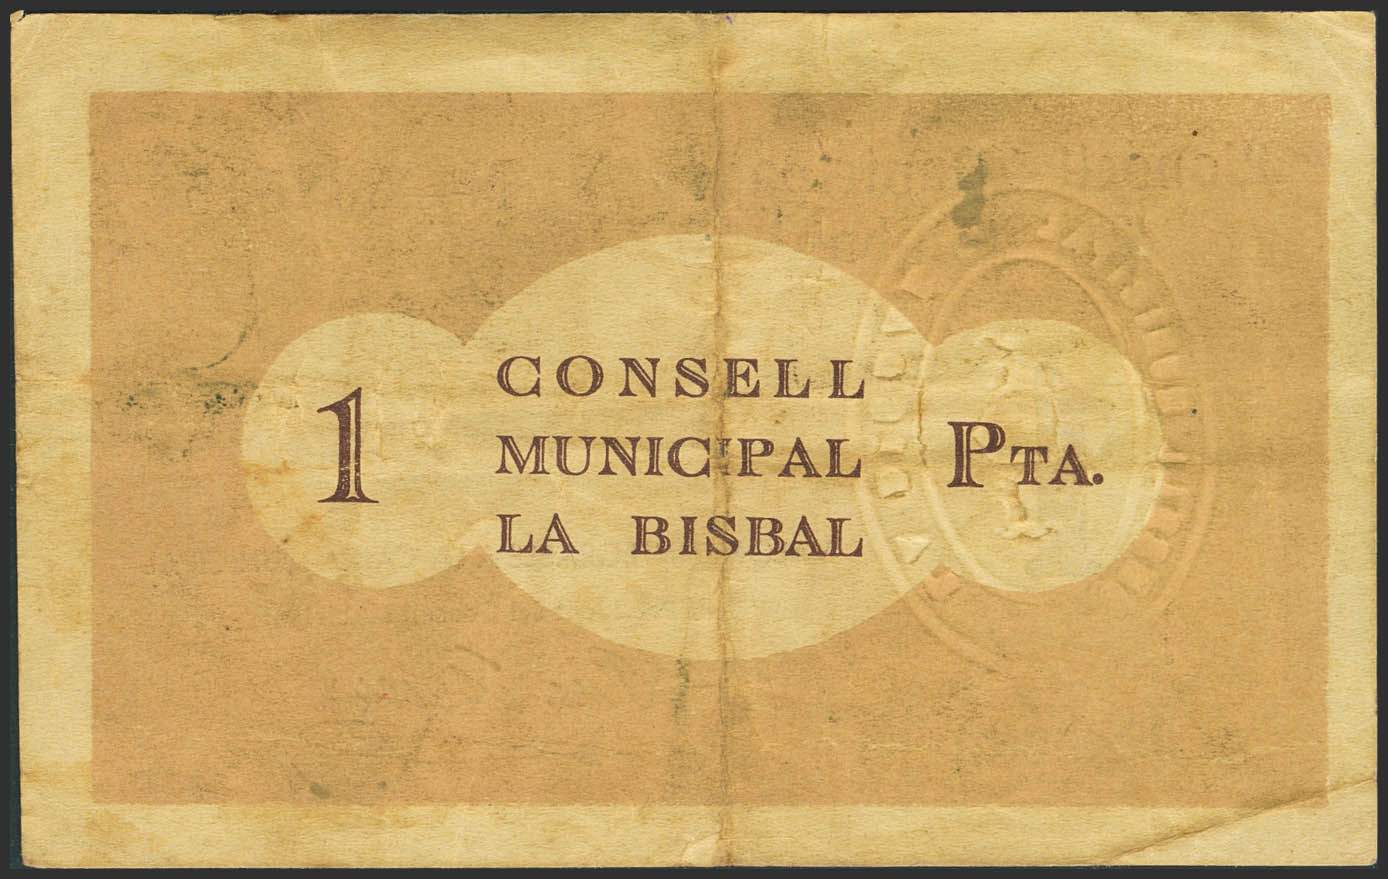 1
CONSELL
MUNICIPAL
LA BISBAL
PTA.